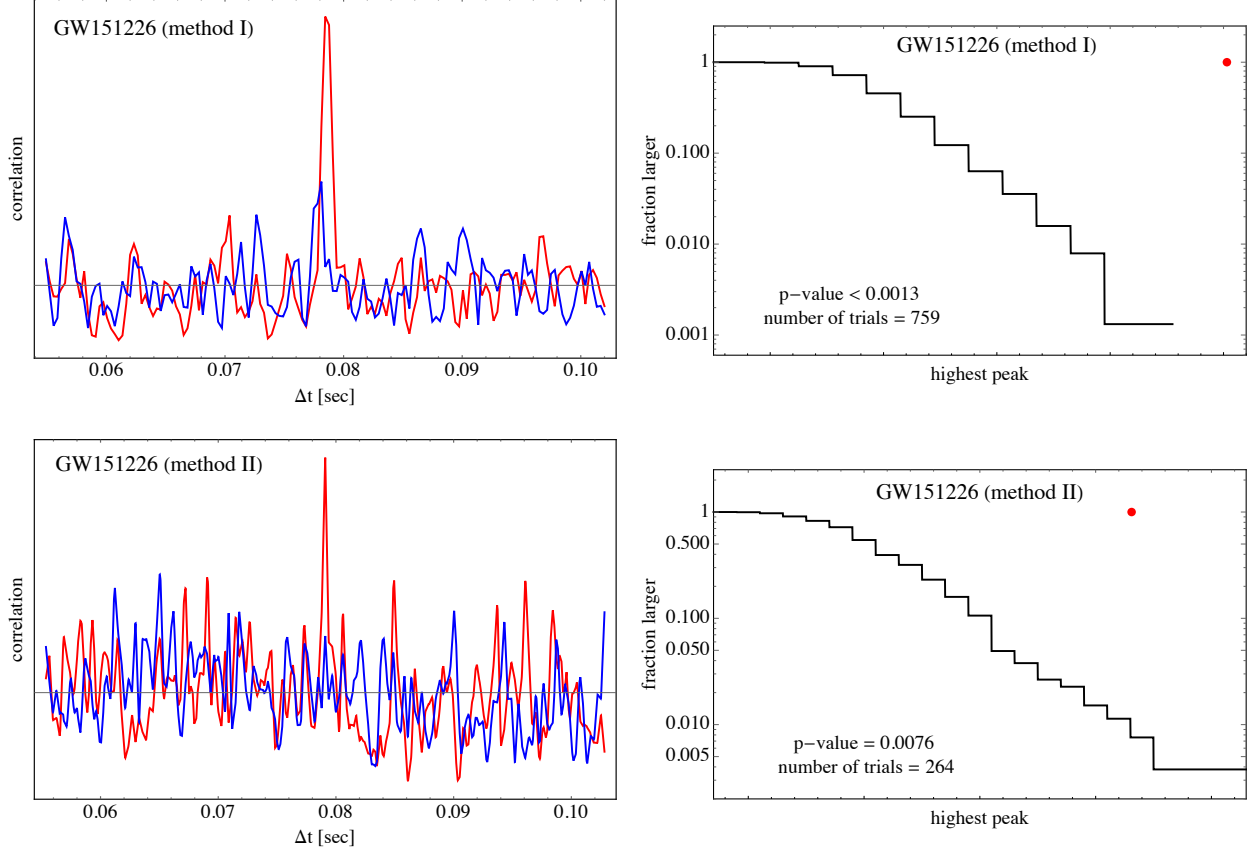 GW151226 (method I)
correlation
0.06
0.07
0.08
0.09
0.10
Δt [sec]
GW151226 (method I)
fraction larger
1
0.100
0.010
0.001
p-value < 0.0013
number of trials = 759
highest peak
GW151226 (method II)
correlation
0.06
0.07
0.08
0.09
0.10
Δt [sec]
GW151226 (method II)
fraction larger
1
0.500
0.100
0.050
0.010
0.005
p-value = 0.0076
number of trials = 264
highest peak